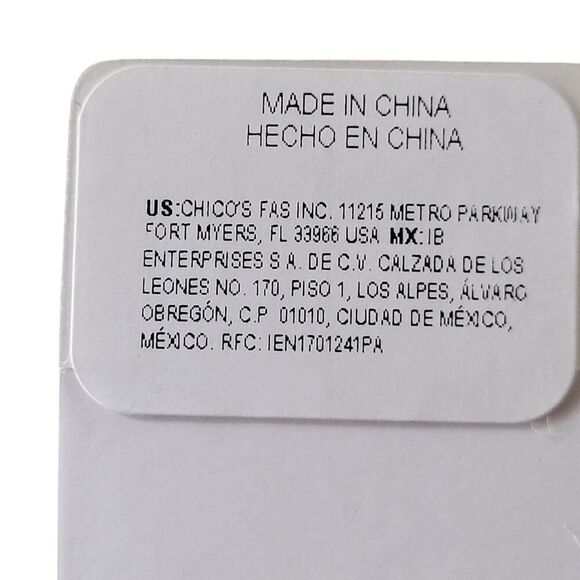 MADE IN CHINA
HECHO EN CHINA
US:CHICO'S FAS INC. 11215 METRO PARKWAY
FORT MYERS, FL 33966 USA MX:IB
ENTERPRISES S A. DE C.V. CALZADA DE LOS
LEONES NO. 170, PISO 1, LOS ALPES, ÁLVARO
OBREGÓN, C.P 01010, CIUDAD DE MÉXICO,
MÉXICO. RFC: IEN1701241PA